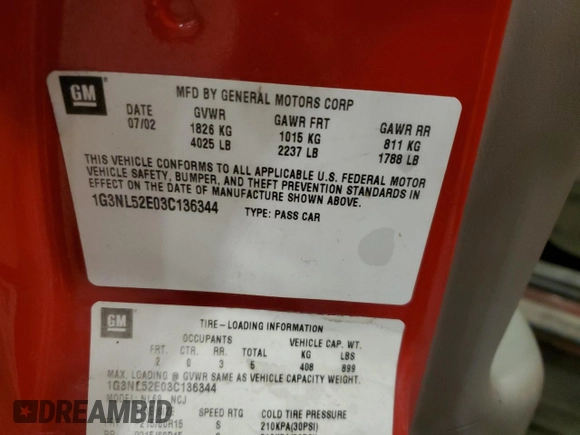 GM
MFD BY GENERAL MOTORS CORP
DATE GVWR GAWR FRT GAWR RR
07/02 1826 KG 1015 KG 811 KG
4025 LB 2237 LB 1788 LB
THIS VEHICLE CONFORMS TO ALL APPLICABLE U.S. FEDERAL MOTOR
VEHICLE SAFETY, BUMPER, AND THEFT PREVENTION STANDARDS IN
EFFECT ON THE DATE OF MANUFACTURE SHOWN ABOVE.
1G3NL52E03C136344 TYPE: PASS CAR
GM
TIRE-LOADING INFORMATION
OCCUPANTS VEHICLE CAP. WT.
FRT. CTR. RR. TOTAL KG LBS
2 0 3 5 408 899
MAX. LOADING @ GVWR SAME AS VEHICLE CAPACITY WEIGHT.
1G3NL52E03C136344
NCJ
SPEED RTG COLD TIRE PRESSURE
S 210KPA(30PSI)
DREAMBID